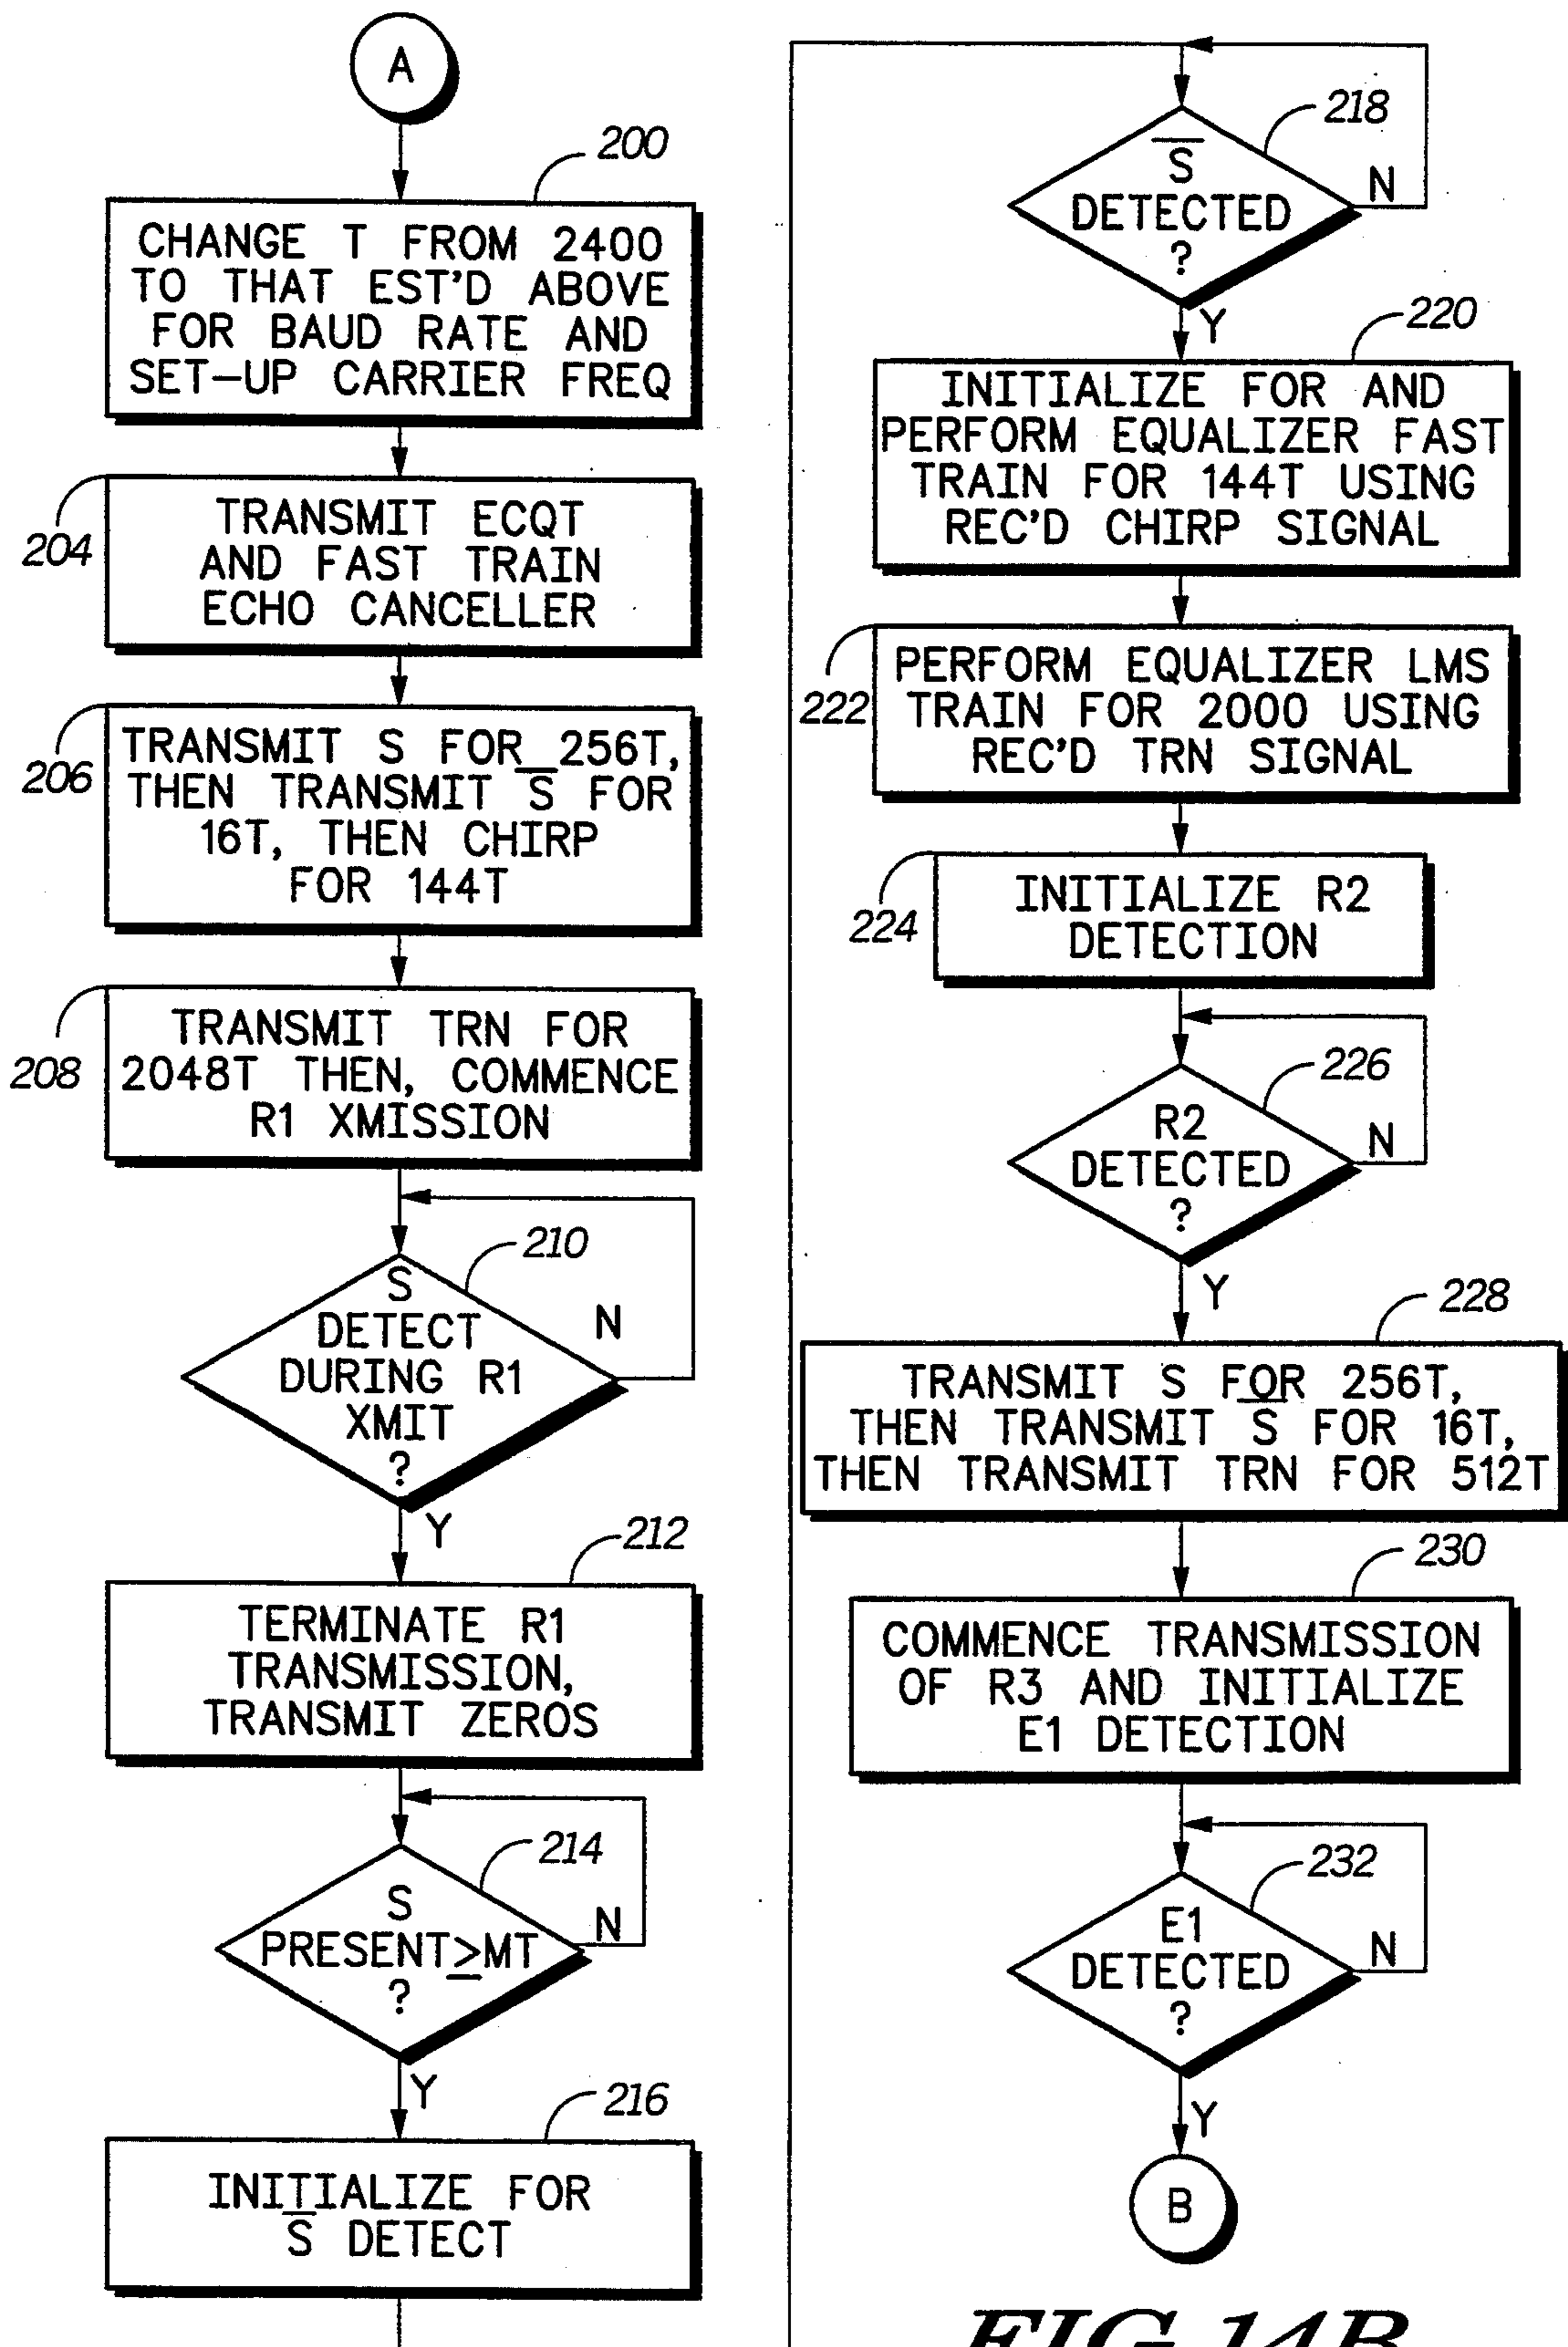 A
200
CHANGE T FROM 2400
TO THAT EST'D ABOVE
FOR BAUD RATE AND
SET-UP CARRIER FREQ
204
TRANSMIT ECQT
AND FAST TRAIN
ECHO CANCELLER
206
TRANSMIT S FOR 256T,
THEN TRANSMIT S̅ FOR
16T, THEN CHIRP
FOR 144T
208
TRANSMIT TRN FOR
2048T THEN, COMMENCE
R1 XMISSION
210
S
DETECT
DURING R1
XMIT
?
N
Y
212
TERMINATE R1
TRANSMISSION,
TRANSMIT ZEROS
214
S
PRESENT≥MT
?
N
Y
216
INITIALIZE FOR
S̅ DETECT
218
S̅
DETECTED
?
N
Y
220
INITIALIZE FOR AND
PERFORM EQUALIZER FAST
TRAIN FOR 144T USING
REC'D CHIRP SIGNAL
222
PERFORM EQUALIZER LMS
TRAIN FOR 2000 USING
REC'D TRN SIGNAL
224
INITIALIZE R2
DETECTION
226
R2
DETECTED
?
N
Y
228
TRANSMIT S FOR 256T,
THEN TRANSMIT S̅ FOR 16T,
THEN TRANSMIT TRN FOR 512T
230
COMMENCE TRANSMISSION
OF R3 AND INITIALIZE
E1 DETECTION
232
E1
DETECTED
?
N
Y
B
FIG.14B